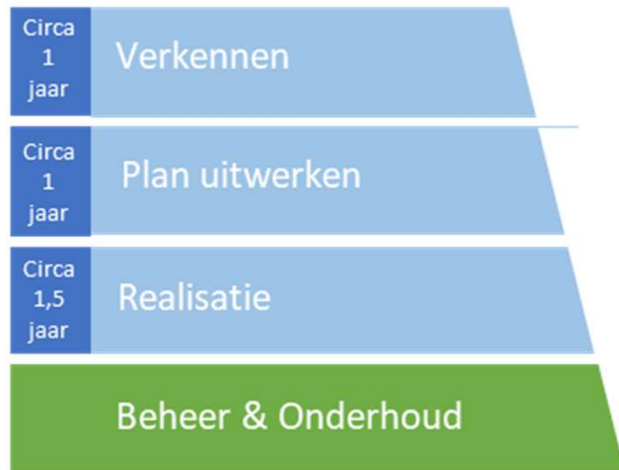 Circa
1
jaar
Verkennen
Circa
1
jaar
Plan uitwerken
Circa
1,5
jaar
Realisatie
Beheer & Onderhoud